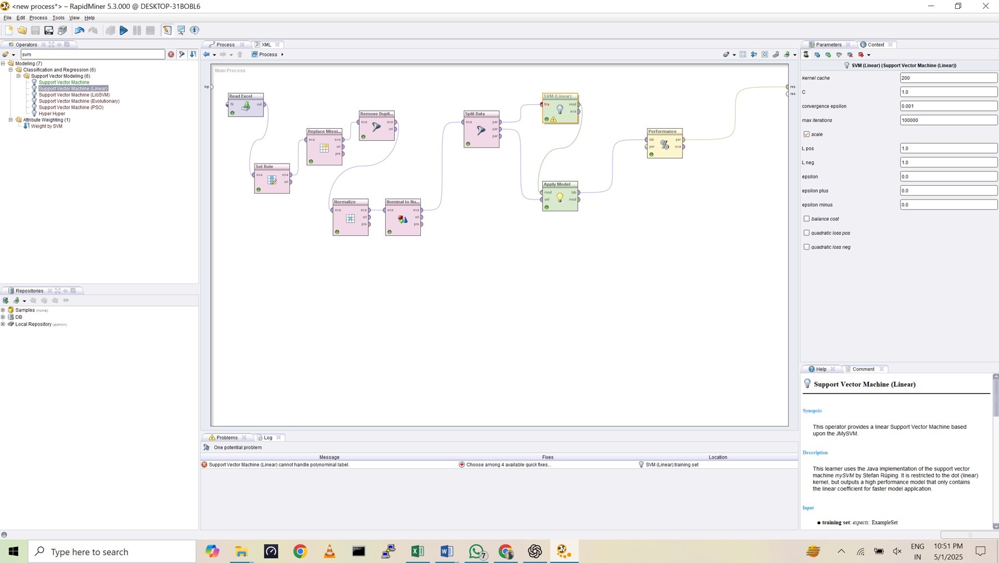 <new process*> – RapidMiner 5.3.000 @ DESKTOP-31BOBL6
File Edit Process Tools View Help
Operators
svm
Modeling (7)
Classification and Regression (6)
Support Vector Modeling (6)
Support Vector Machine
Support Vector Machine (Linear)
Support Vector Machine (LibSVM)
Support Vector Machine (Evolutionary)
Support Vector Machine (PSO)
Hyper Hyper
Attribute Weighting (1)
Weight by SVM
Repositories
Samples (none)
DB
Local Repository (admin)
Process XML
Process
Main Process
inp
res
res
Read Excel
fil out
Set Role
exa exa
ori
Replace Missi...
exa exa
ori
pre
Remove Dupli...
exa exa
ori
Normalize
exa exa
ori
pre
Nominal to Nu...
exa exa
ori
pre
Split Data
exa par
par
par
SVM (Linear)
tra mod
exa
Apply Model
mod lab
unl mod
Performance
lab per
per exa
Problems Log
One potential problem
Message Fixes Location
Support Vector Machine (Linear) cannot handle polynominal label. Choose among 4 available quick fixes... SVM (Linear).training set
Parameters Context
SVM (Linear) (Support Vector Machine (Linear))
kernel cache 200
C 1.0
convergence epsilon 0.001
max iterations 100000
scale
L pos 1.0
L neg 1.0
epsilon 0.0
epsilon plus 0.0
epsilon minus 0.0
balance cost
quadratic loss pos
quadratic loss neg
Help Comment
Support Vector Machine (Linear)
Synopsis
This operator provides a linear Support Vector Machine based
upon the JMySVM.
Description
This learner uses the Java implementation of the support vector
machine mySVM by Stefan Rüping. It is restricted to the dot (linear)
kernel, but outputs a high performance model that only contains
the linear coefficient for faster model application.
Input
training set: expects: ExampleSet
Type here to search
7
ENG
IN
10:51 PM
5/1/2025